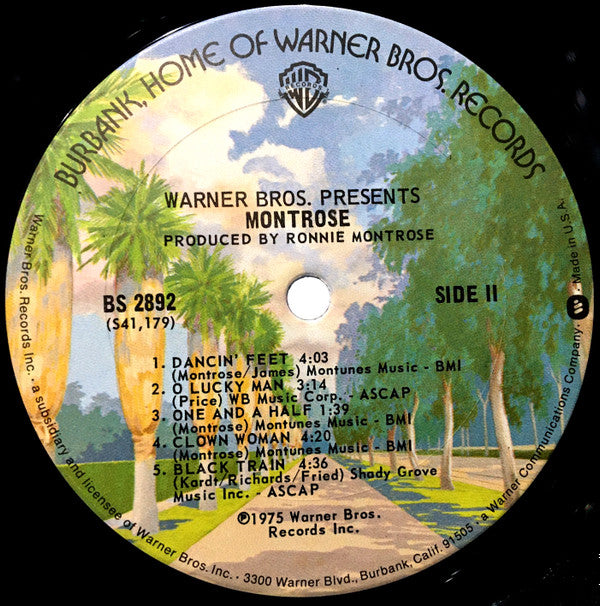 BURBANK, HOME OF WARNER BROS. RECORDS
WB
RECORDS
WARNER BROS. PRESENTS
MONTROSE
PRODUCED BY RONNIE MONTROSE
BS 2892
(S41,179)
SIDE II
1. DANCIN' FEET 4:03
(Montrose/James) Montunes Music - BMI
2. O LUCKY MAN 3:14
(Price) WB Music Corp. - ASCAP
3. ONE AND A HALF 1:39
(Montrose) Montunes Music - BMI
4. CLOWN WOMAN 4:20
(Montrose) Montunes Music - BMI
5. BLACK TRAIN 4:36
(Kardt/Richards/Fried) Shady Grove
Music Inc. - ASCAP
℗1975 Warner Bros.
Records Inc.
Warner Bros. Records Inc. • a subsidiary and licensee of Warner Bros. Inc. • 3300 Warner Blvd., Burbank, Calif. 91505 • a Warner Communications Company. • Made in U.S.A.